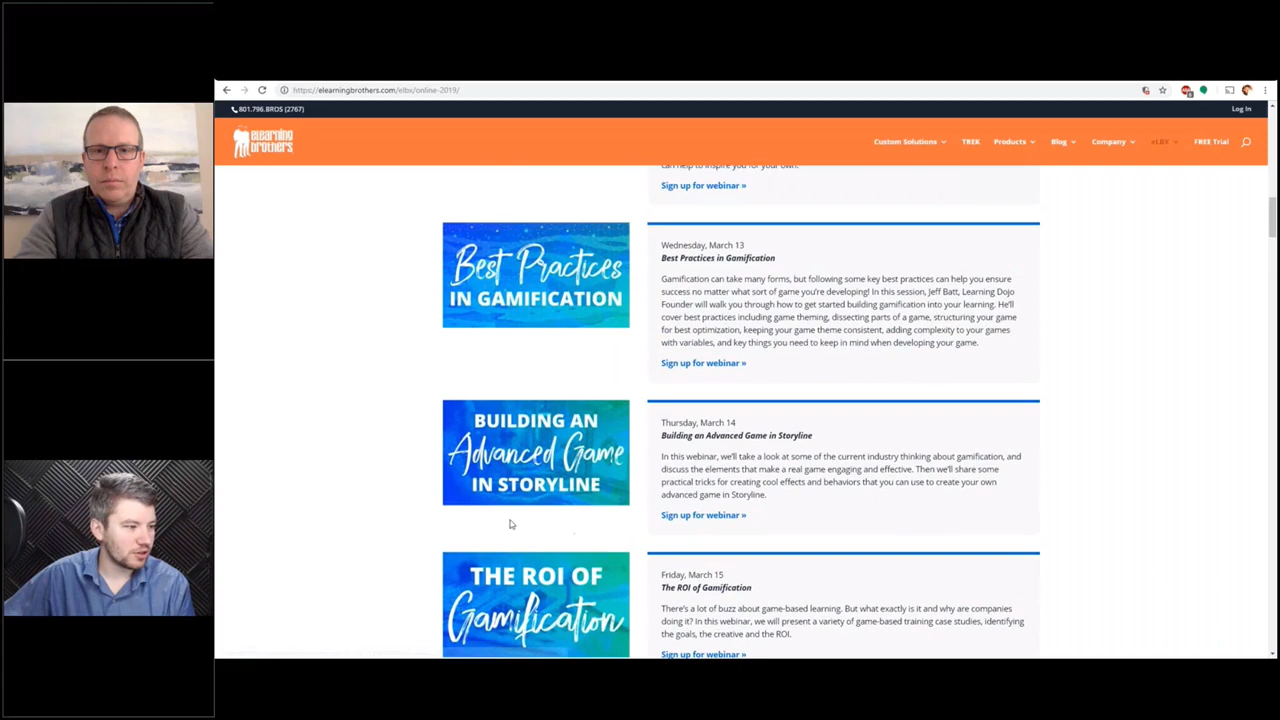 https://elearningbrothers.com/elbx/online-2019/
801.796.BROS (2767)
Log In
eLearning
brothers
Custom Solutions
TREK
Products
Blog
Company
eLBX
FREE Trial
can help to inspire you for your own.
Sign up for webinar »
Best Practices
IN GAMIFICATION
Wednesday, March 13
Best Practices in Gamification
Gamification can take many forms, but following some key best practices can help you ensure
success no matter what sort of game you're developing! In this session, Jeff Batt, Learning Dojo
Founder will walk you through how to get started building gamification into your learning. He'll
cover best practices including game theming, dissecting parts of a game, structuring your game
for best optimization, keeping your game theme consistent, adding complexity to your games
with variables, and key things you need to keep in mind when developing your game.
Sign up for webinar »
BUILDING AN
Advanced Game
IN STORYLINE
Thursday, March 14
Building an Advanced Game in Storyline
In this webinar, we'll take a look at some of the current industry thinking about gamification, and
discuss the elements that make a real game engaging and effective. Then we'll share some
practical tricks for creating cool effects and behaviors that you can use to create your own
advanced game in Storyline.
Sign up for webinar »
THE ROI OF
Gamification
Friday, March 15
The ROI of Gamification
There's a lot of buzz about game-based learning. But what exactly is it and why are companies
doing it? In this webinar, we will present a variety of game-based training case studies, identifying
the goals, the creative and the ROI.
Sign up for webinar »